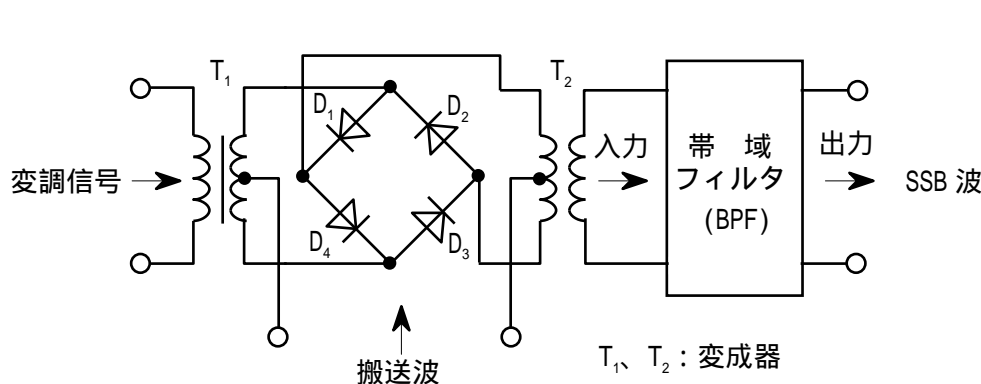 T₁
T₂
D₁
D₂
D₃
D₄
変調信号
入力
帯 域
フィルタ
(BPF)
出力
SSB 波
搬送波
T₁、T₂:変成器